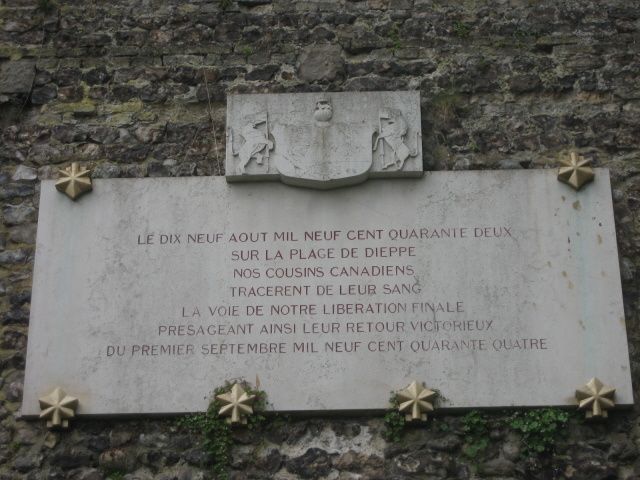 LE DIX NEUF AOUT MIL NEUF CENT QUARANTE DEUX
SUR LA PLAGE DE DIEPPE
NOS COUSINS CANADIENS
TRACERENT DE LEUR SANG
LA VOIE DE NOTRE LIBERATION FINALE
PRESAGEANT AINSI LEUR RETOUR VICTORIEUX
DU PREMIER SEPTEMBRE MIL NEUF CENT QUARANTE QUATRE